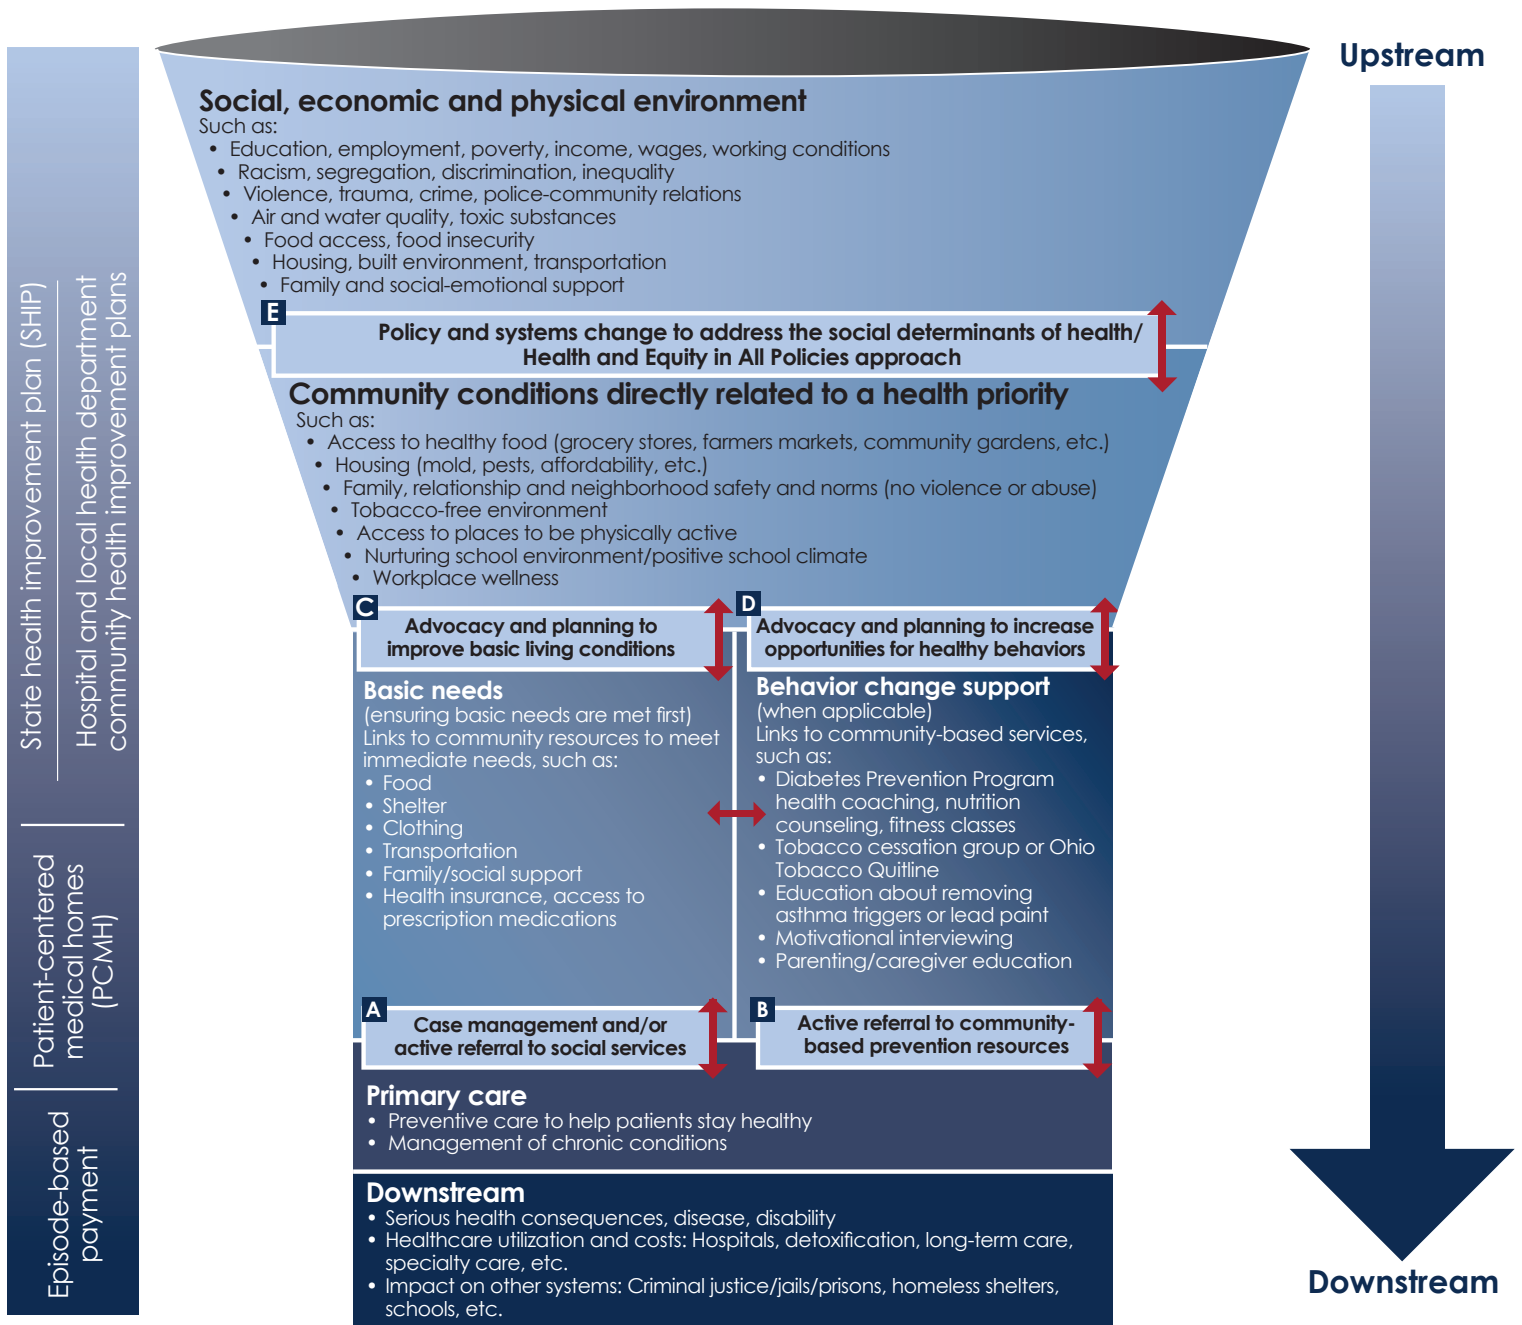 Upstream
Social, economic and physical environment
Such as:
• Education, employment, poverty, income, wages, working conditions
• Racism, segregation, discrimination, inequality
• Violence, trauma, crime, police-community relations
• Air and water quality, toxic substances
• Food access, food insecurity
• Housing, built environment, transportation
• Family and social-emotional support
E
Policy and systems change to address the social determinants of health/
Health and Equity in All Policies approach
Community conditions directly related to a health priority
Such as:
• Access to healthy food (grocery stores, farmers markets, community gardens, etc.)
• Housing (mold, pests, affordability, etc.)
• Family, relationship and neighborhood safety and norms (no violence or abuse)
• Tobacco-free environment
• Access to places to be physically active
• Nurturing school environment/positive school climate
• Workplace wellness
C
Advocacy and planning to
improve basic living conditions
D
Advocacy and planning to increase
opportunities for healthy behaviors
Basic needs
(ensuring basic needs are met first)
Links to community resources to meet
immediate needs, such as:
• Food
• Shelter
• Clothing
• Transportation
• Family/social support
• Health insurance, access to
prescription medications
Behavior change support
(when applicable)
Links to community-based services,
such as:
• Diabetes Prevention Program
health coaching, nutrition
counseling, fitness classes
• Tobacco cessation group or Ohio
Tobacco Quitline
• Education about removing
asthma triggers or lead paint
• Motivational interviewing
• Parenting/caregiver education
A
Case management and/or
active referral to social services
B
Active referral to community-
based prevention resources
Primary care
• Preventive care to help patients stay healthy
• Management of chronic conditions
Downstream
• Serious health consequences, disease, disability
• Healthcare utilization and costs: Hospitals, detoxification, long-term care,
specialty care, etc.
• Impact on other systems: Criminal justice/jails/prisons, homeless shelters,
schools, etc.
Downstream
State health improvement plan (SHIP)
Hospital and local health department
community health improvement plans
Patient-centered
medical homes
(PCMH)
Episode-based
payment